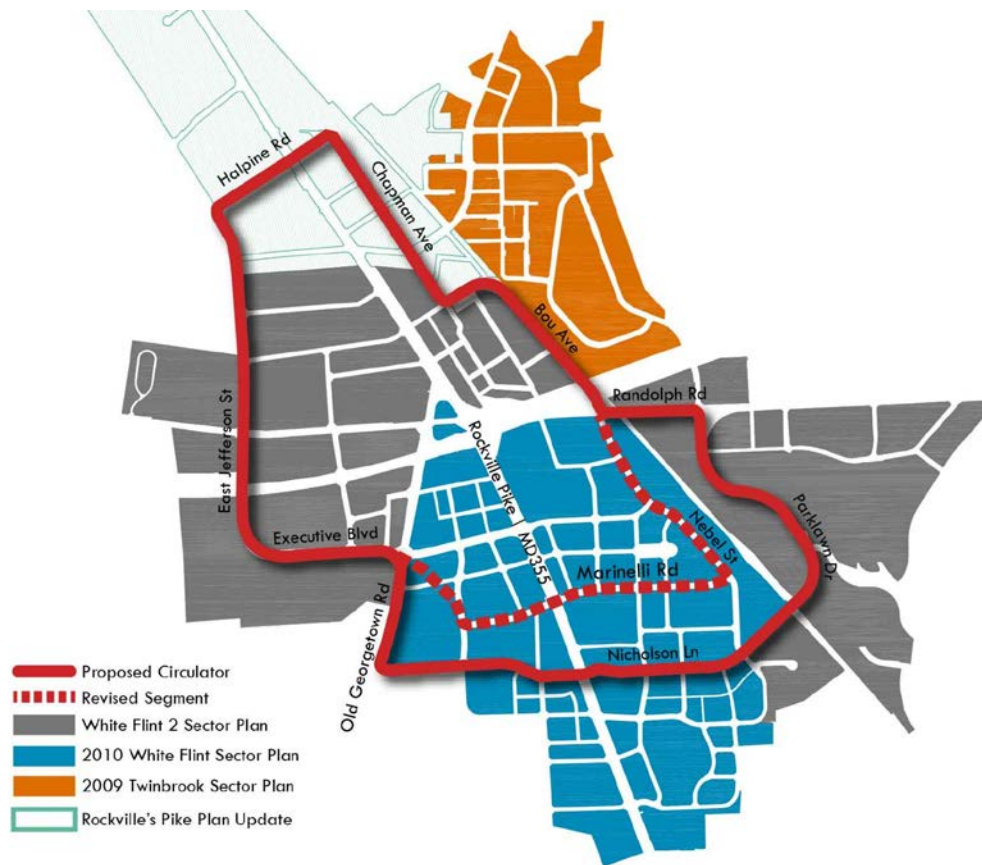 Halpine Rd
Chapman Ave
Bou Ave
Randolph Rd
East Jefferson St
Rockville Pike | MD355
Parklawn Dr
Nebel St
Executive Blvd
Marinelli Rd
Old Georgetown Rd
Nicholson Ln
Proposed Circulator
Revised Segment
White Flint 2 Sector Plan
2010 White Flint Sector Plan
2009 Twinbrook Sector Plan
Rockville's Pike Plan Update